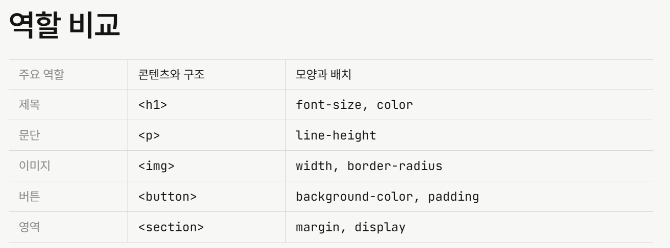 역할 비교
주요 역할 콘텐츠와 구조 모양과 배치
제목 <h1> font-size, color
문단 <p> line-height
이미지 <img> width, border-radius
버튼 <button> background-color, padding
영역 <section> margin, display